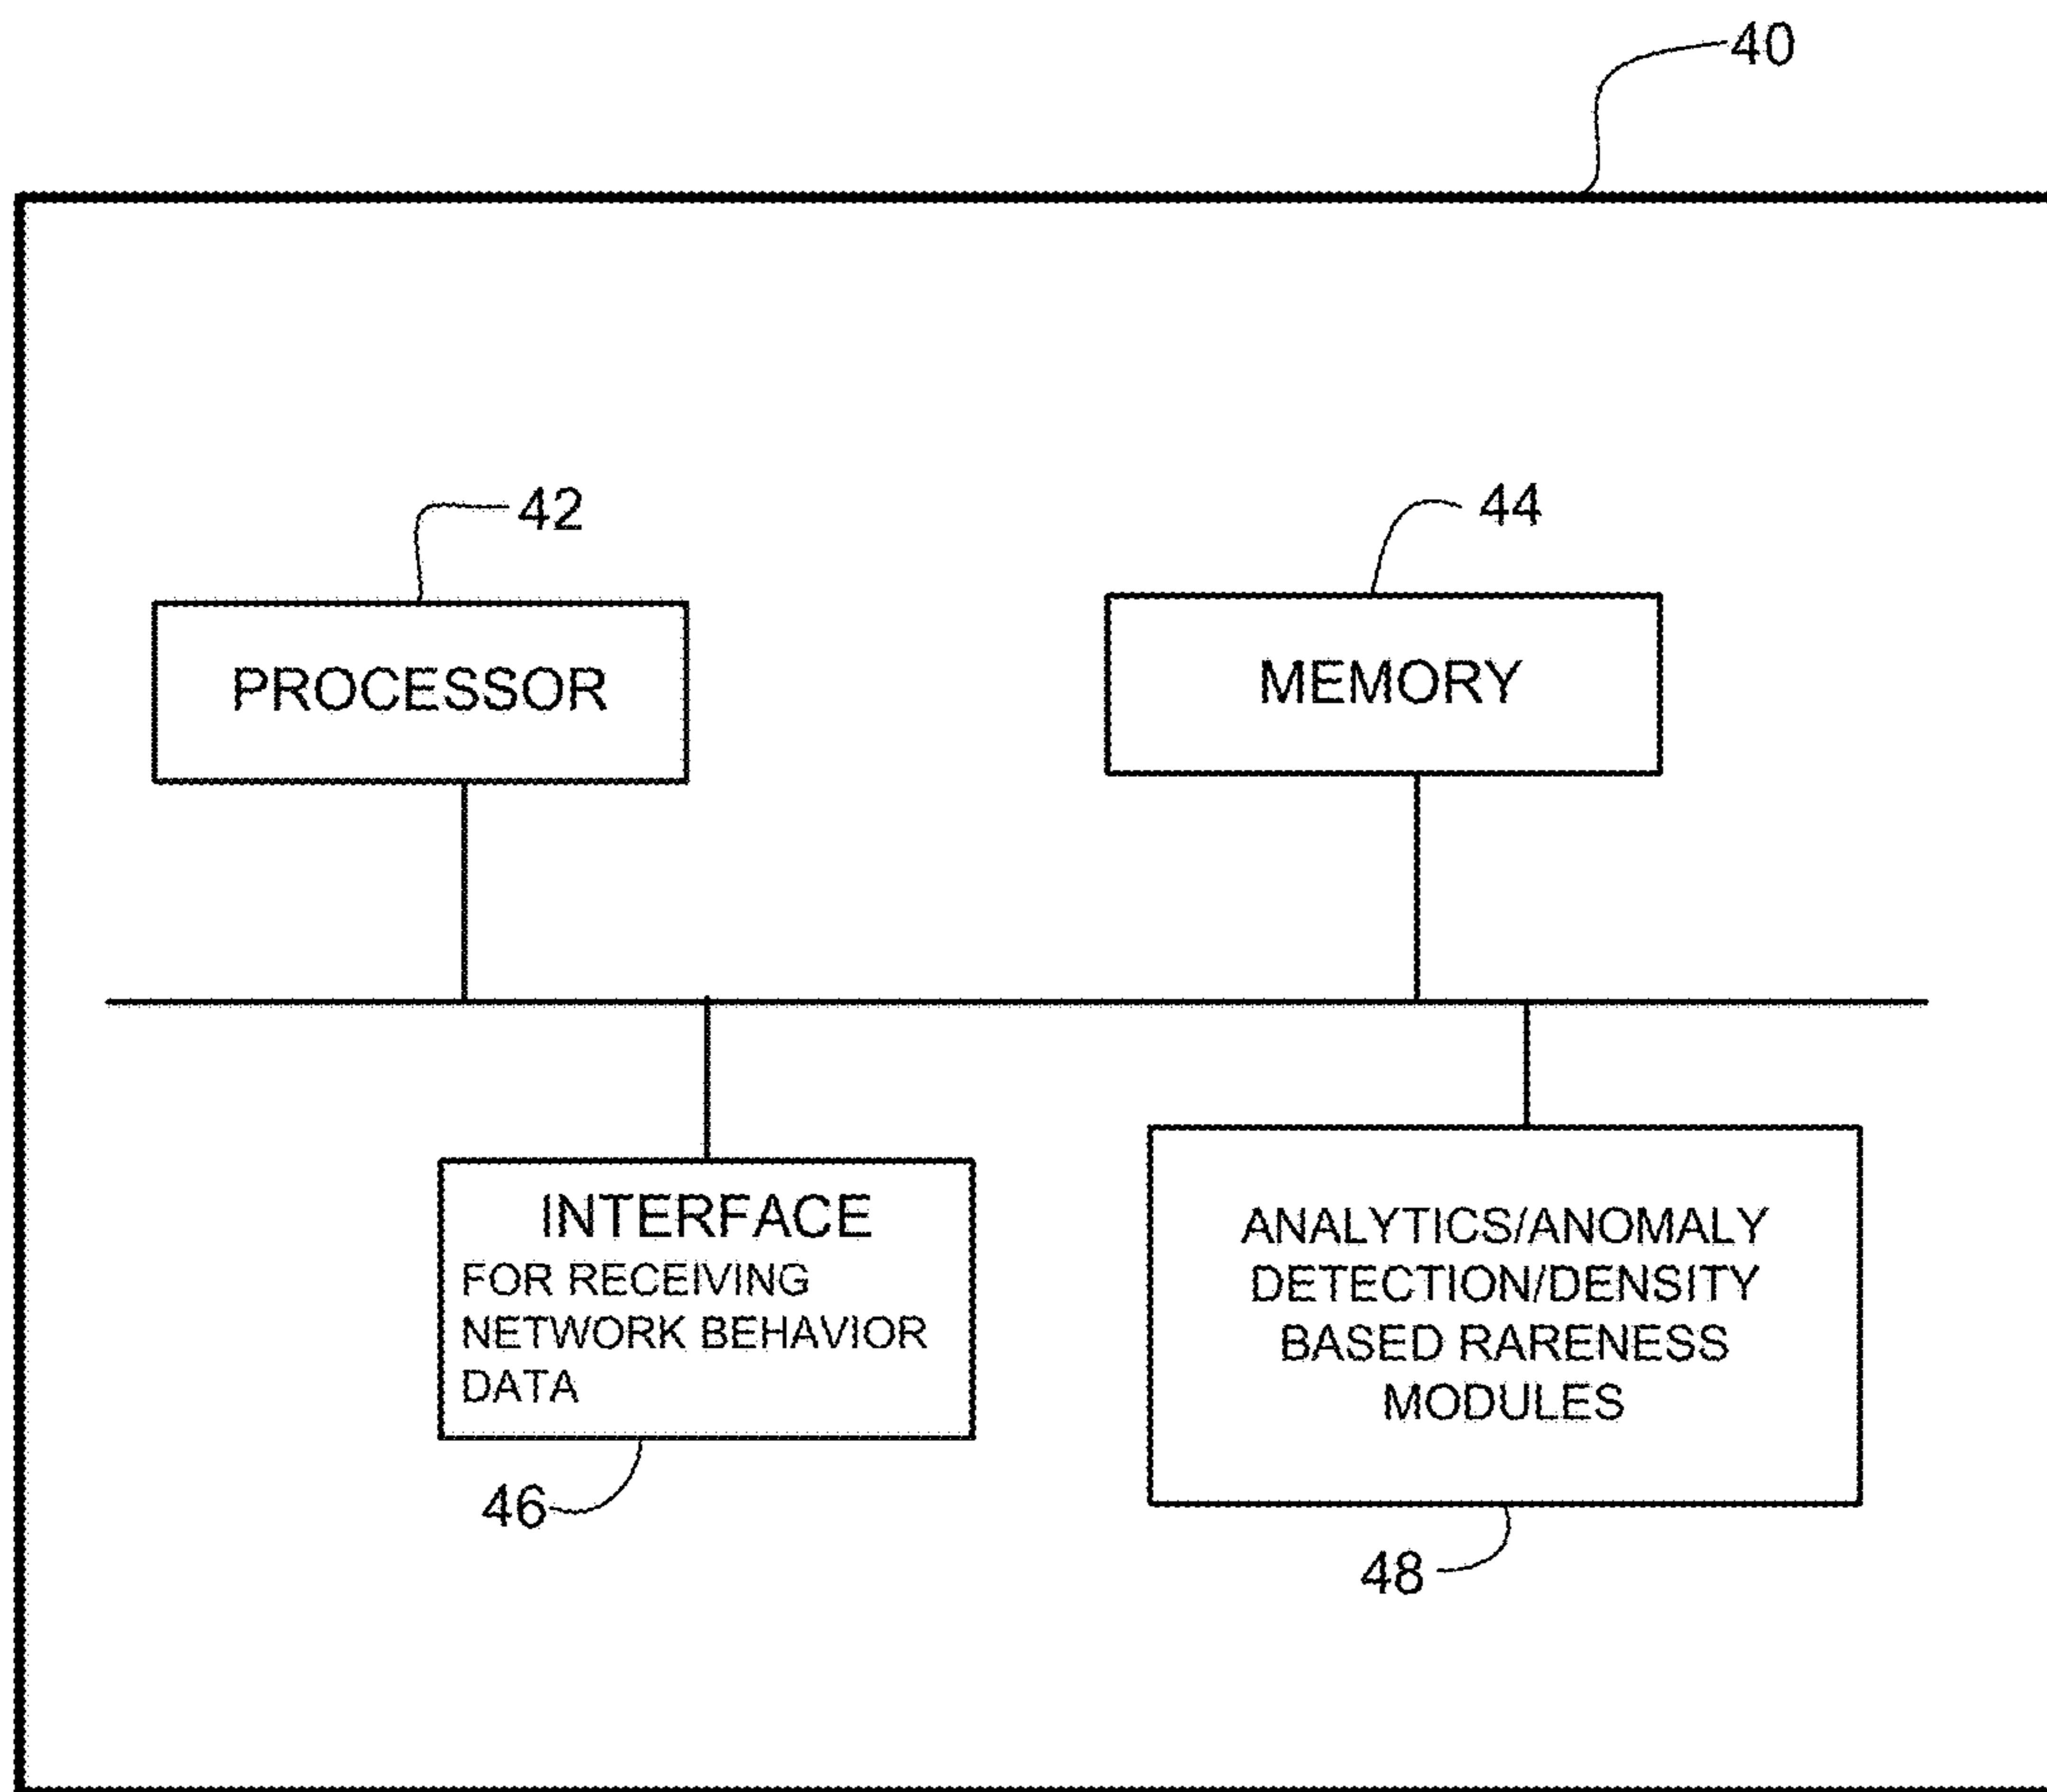 40
42
44
PROCESSOR
MEMORY
INTERFACE
FOR RECEIVING
NETWORK BEHAVIOR
DATA
ANALYTICS/ANOMALY
DETECTION/DENSITY
BASED RARENESS
MODULES
46
48